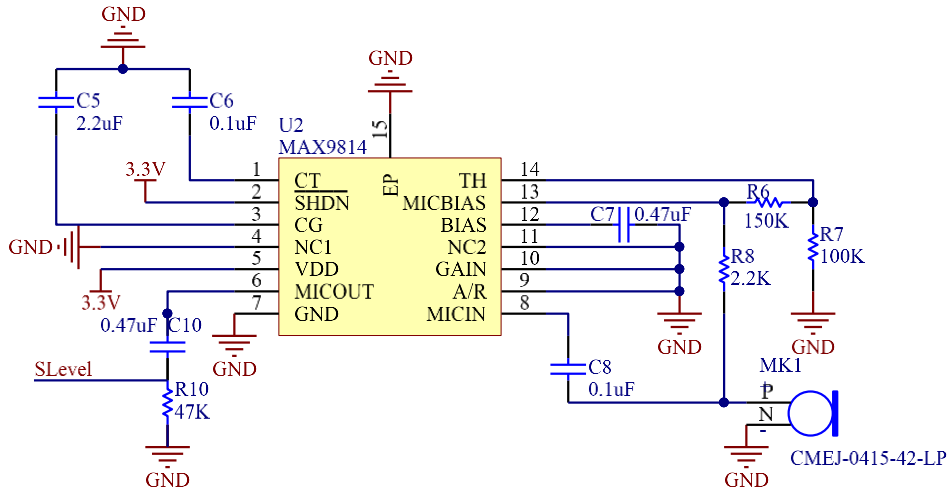 GND
GND
C5
2.2uF
C6
0.1uF
15
U2
MAX9814
3.3V
1
CT
EP
TH
14
2
SHDN
MICBIAS
13
R6
150K
3
CG
BIAS
12
C7
0.47uF
GND
4
NC1
NC2
11
R7
100K
5
VDD
GAIN
10
R8
2.2K
3.3V
6
MICOUT
A/R
9
7
GND
MICIN
8
0.47uF
C10
GND
GND
GND
SLevel
C8
0.1uF
MK1
R10
47K
+
P
N
-
GND
GND
CMEJ-0415-42-LP